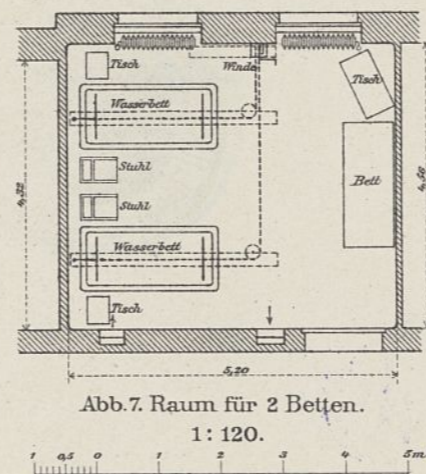 Tisch
Winde
Tisch
Wasserbett
4,32
Stuhl
Bett
4,56
Stuhl
Wasserbett
Tisch
5,20
Abb. 7. Raum für 2 Betten.
1 : 120.
1 0,5 0 1 2 3 4 5 m